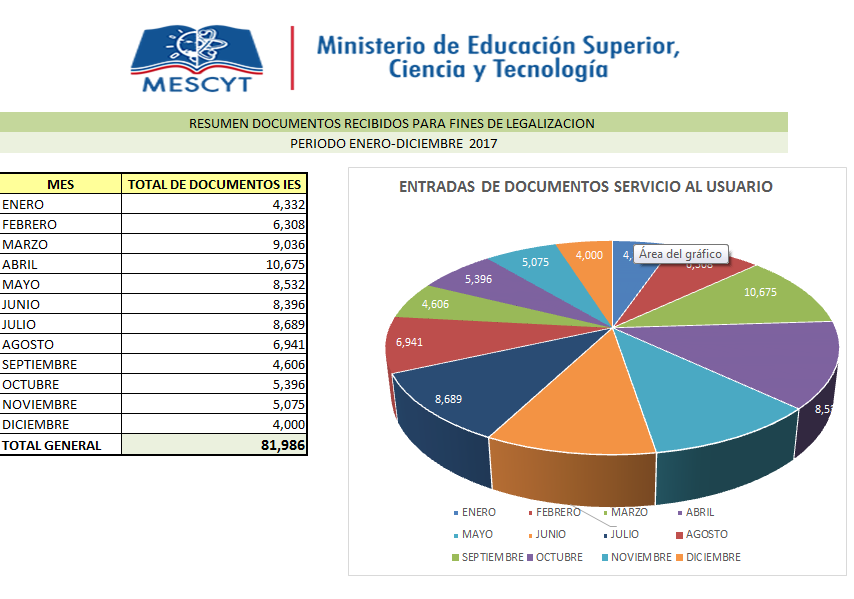 MESCYT
Ministerio de Educación Superior,
Ciencia y Tecnología
RESUMEN DOCUMENTOS RECIBIDOS PARA FINES DE LEGALIZACION
PERIODO ENERO-DICIEMBRE 2017
MES TOTAL DE DOCUMENTOS IES
ENERO 4,332
FEBRERO 6,308
MARZO 9,036
ABRIL 10,675
MAYO 8,532
JUNIO 8,396
JULIO 8,689
AGOSTO 6,941
SEPTIEMBRE 4,606
OCTUBRE 5,396
NOVIEMBRE 5,075
DICIEMBRE 4,000
TOTAL GENERAL 81,986
ENTRADAS DE DOCUMENTOS SERVICIO AL USUARIO
Área del gráfico
4,000
5,075
5,396
4,606
10,675
6,941
8,689
ENERO FEBRERO MARZO ABRIL
MAYO JUNIO JULIO AGOSTO
SEPTIEMBRE OCTUBRE NOVIEMBRE DICIEMBRE